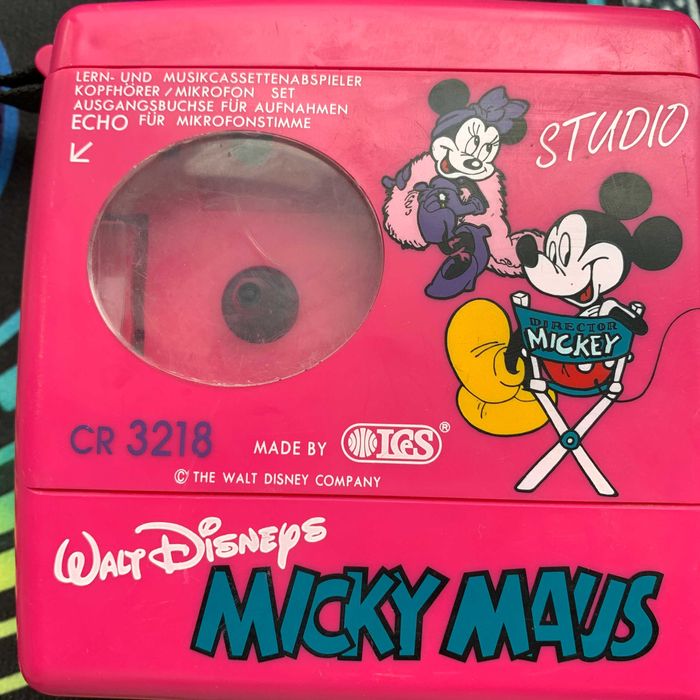 LERN- UND MUSIKCASSETTENABSPIELER
KOPFHÖRER/MIKROFON SET
AUSGANGSBUCHSE FÜR AUFNAHMEN
ECHO FÜR MIKROFONSTIMME
STUDIO
DIRECTOR
MICKEY
CR 3218
MADE BY IGS®
© THE WALT DISNEY COMPANY
WALT DISNEYS
MICKY MAUS